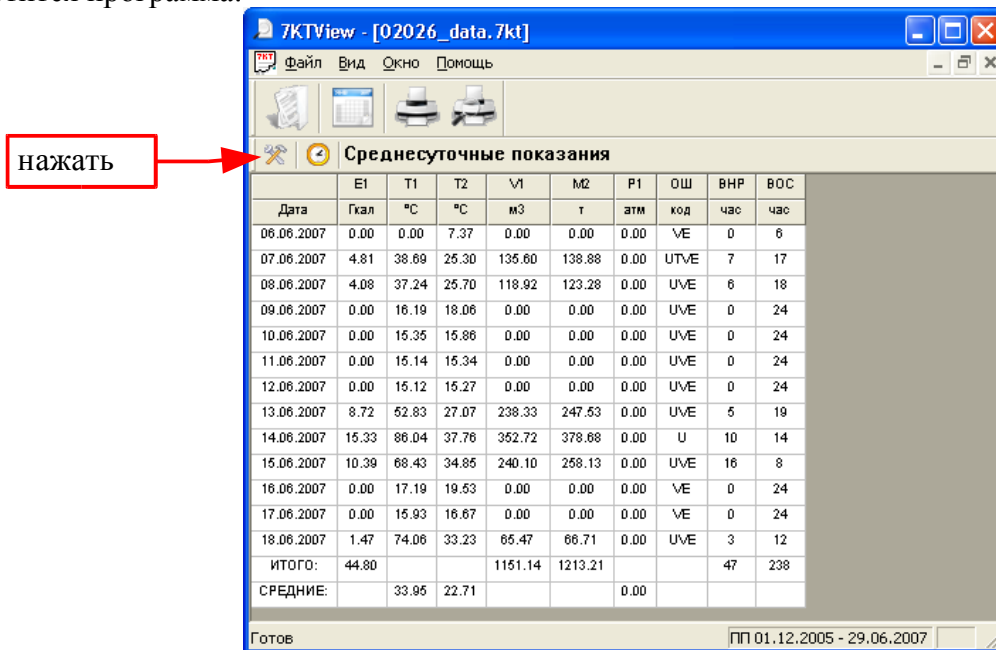 7KTView - [02026_data.7kt]
7KT Файл Вид Окно Помощь
нажать
Среднесуточные показания
E1 T1 T2 V1 M2 P1 ОШ ВНР ВОС
Дата Гкал °C °C м3 т атм код час час
06.06.2007 0.00 0.00 7.37 0.00 0.00 0.00 VE 0 6
07.06.2007 4.81 38.69 25.30 135.60 138.88 0.00 UTVE 7 17
08.06.2007 4.08 37.24 25.70 118.92 123.28 0.00 UVE 6 18
09.06.2007 0.00 16.19 18.06 0.00 0.00 0.00 UVE 0 24
10.06.2007 0.00 15.35 15.86 0.00 0.00 0.00 UVE 0 24
11.06.2007 0.00 15.14 15.34 0.00 0.00 0.00 UVE 0 24
12.06.2007 0.00 15.12 15.27 0.00 0.00 0.00 UVE 0 24
13.06.2007 8.72 52.83 27.07 238.33 247.53 0.00 UVE 5 19
14.06.2007 15.33 86.04 37.76 352.72 378.68 0.00 U 10 14
15.06.2007 10.39 68.43 34.85 240.10 258.13 0.00 UVE 16 8
16.06.2007 0.00 17.19 19.53 0.00 0.00 0.00 VE 0 24
17.06.2007 0.00 15.93 16.67 0.00 0.00 0.00 VE 0 24
18.06.2007 1.47 74.06 33.23 65.47 66.71 0.00 UVE 3 12
ИТОГО: 44.80 1151.14 1213.21 47 238
СРЕДНИЕ: 33.95 22.71 0.00
Готов ПП 01.12.2005 - 29.06.2007